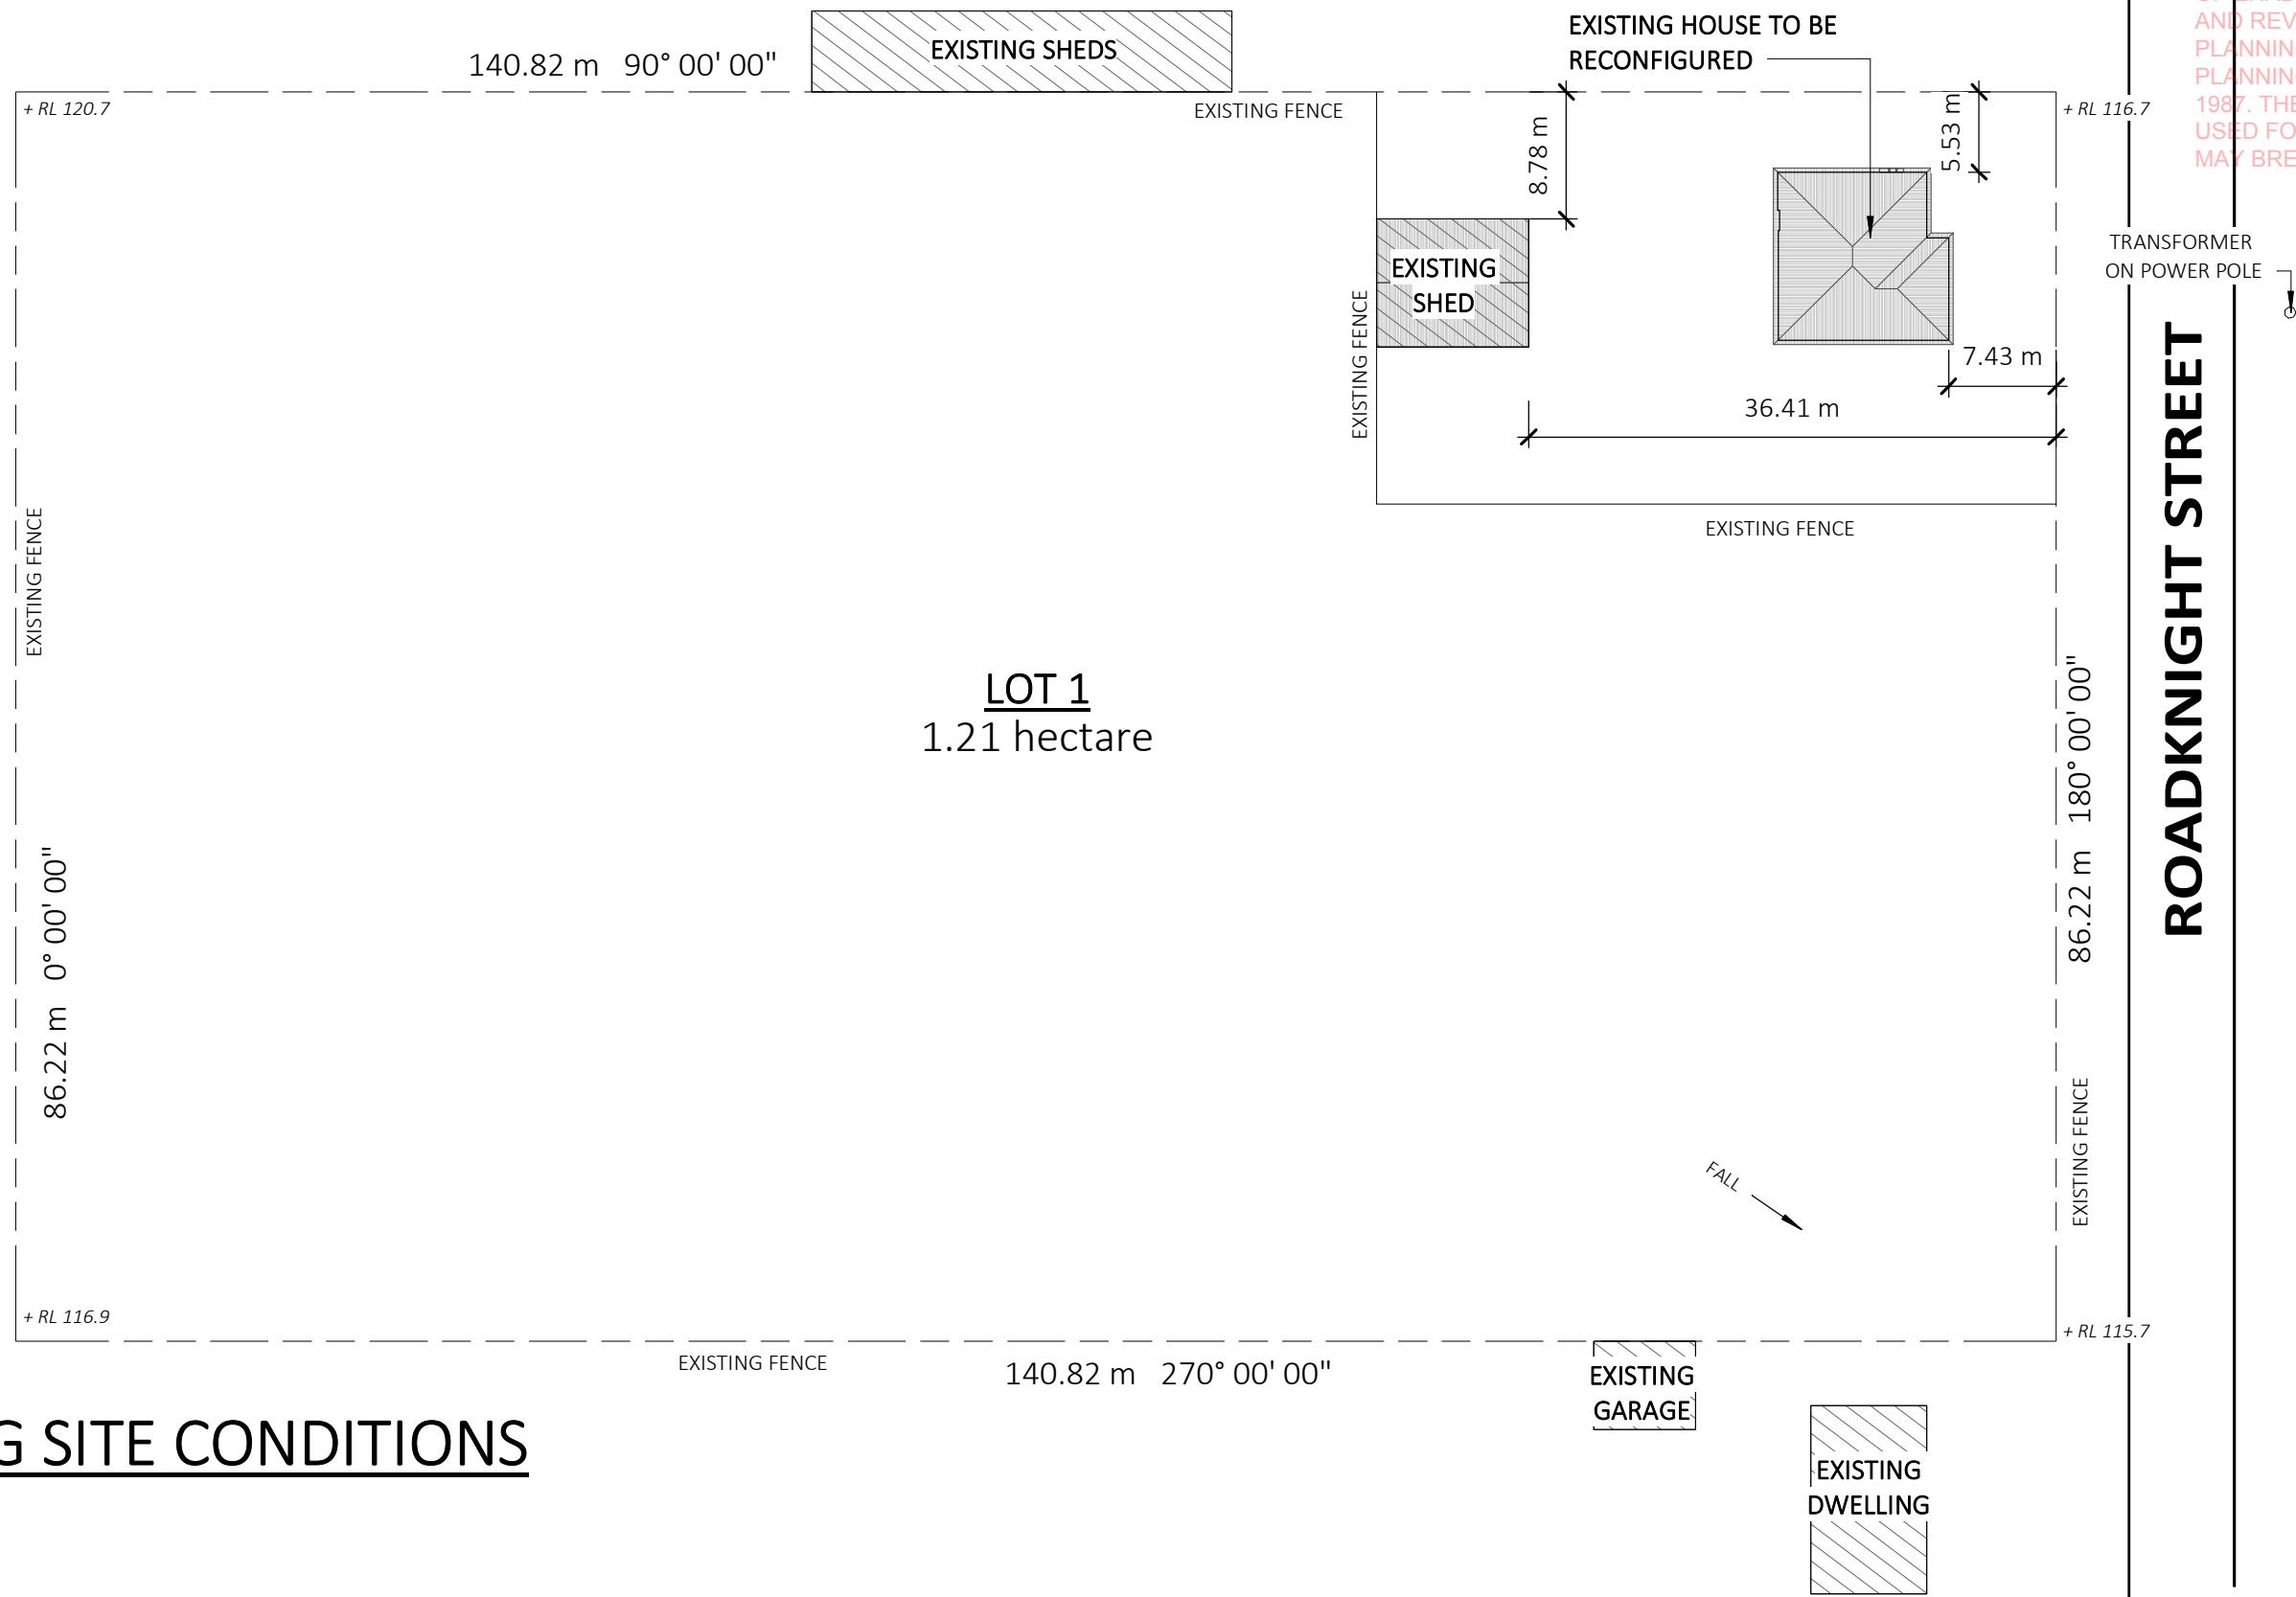 AND REV
PLANNIN
PLANNIN
1987. THE
USED FO
MAY BRE
EXISTING HOUSE TO BE
RECONFIGURED
EXISTING SHEDS
140.82 m 90° 00' 00"
+ RL 120.7
EXISTING FENCE
+ RL 116.7
8.78 m
5.53 m
TRANSFORMER
ON POWER POLE
EXISTING
SHED
EXISTING FENCE
7.43 m
36.41 m
EXISTING FENCE
ROADKNIGHT STREET
EXISTING FENCE
LOT 1
1.21 hectare
86.22 m 180° 00' 00"
86.22 m 0° 00' 00"
EXISTING FENCE
FALL
+ RL 116.9
+ RL 115.7
EXISTING FENCE
140.82 m 270° 00' 00"
EXISTING
GARAGE
G SITE CONDITIONS
EXISTING
DWELLING